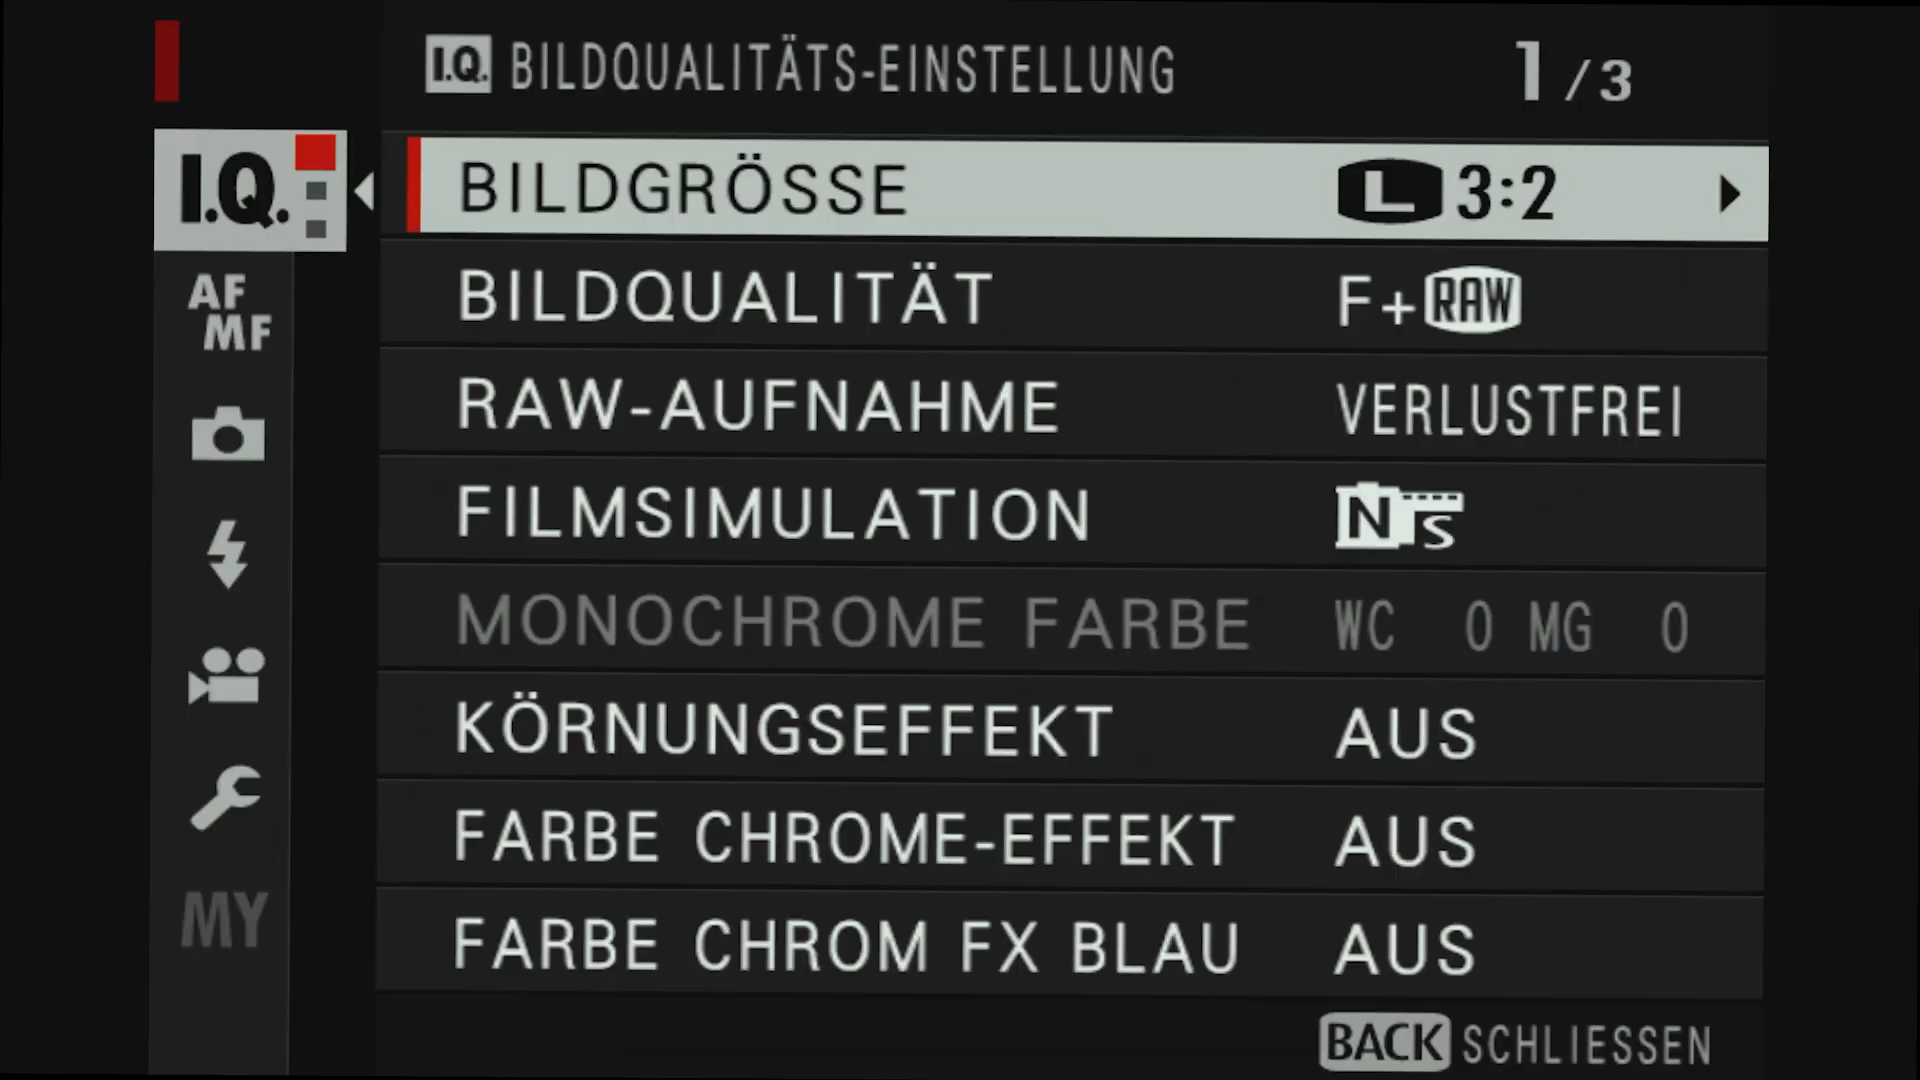 I.Q. BILDQUALITÄTS-EINSTELLUNG 1/3
I.Q.
BILDGRÖSSE L 3:2
BILDQUALITÄT F+RAW
AF
MF
RAW-AUFNAHME VERLUSTFREI
FILMSIMULATION NS
MONOCHROME FARBE WC 0 MG 0
KÖRNUNGSEFFEKT AUS
FARBE CHROME-EFFEKT AUS
MY
FARBE CHROM FX BLAU AUS
BACK SCHLIESSEN